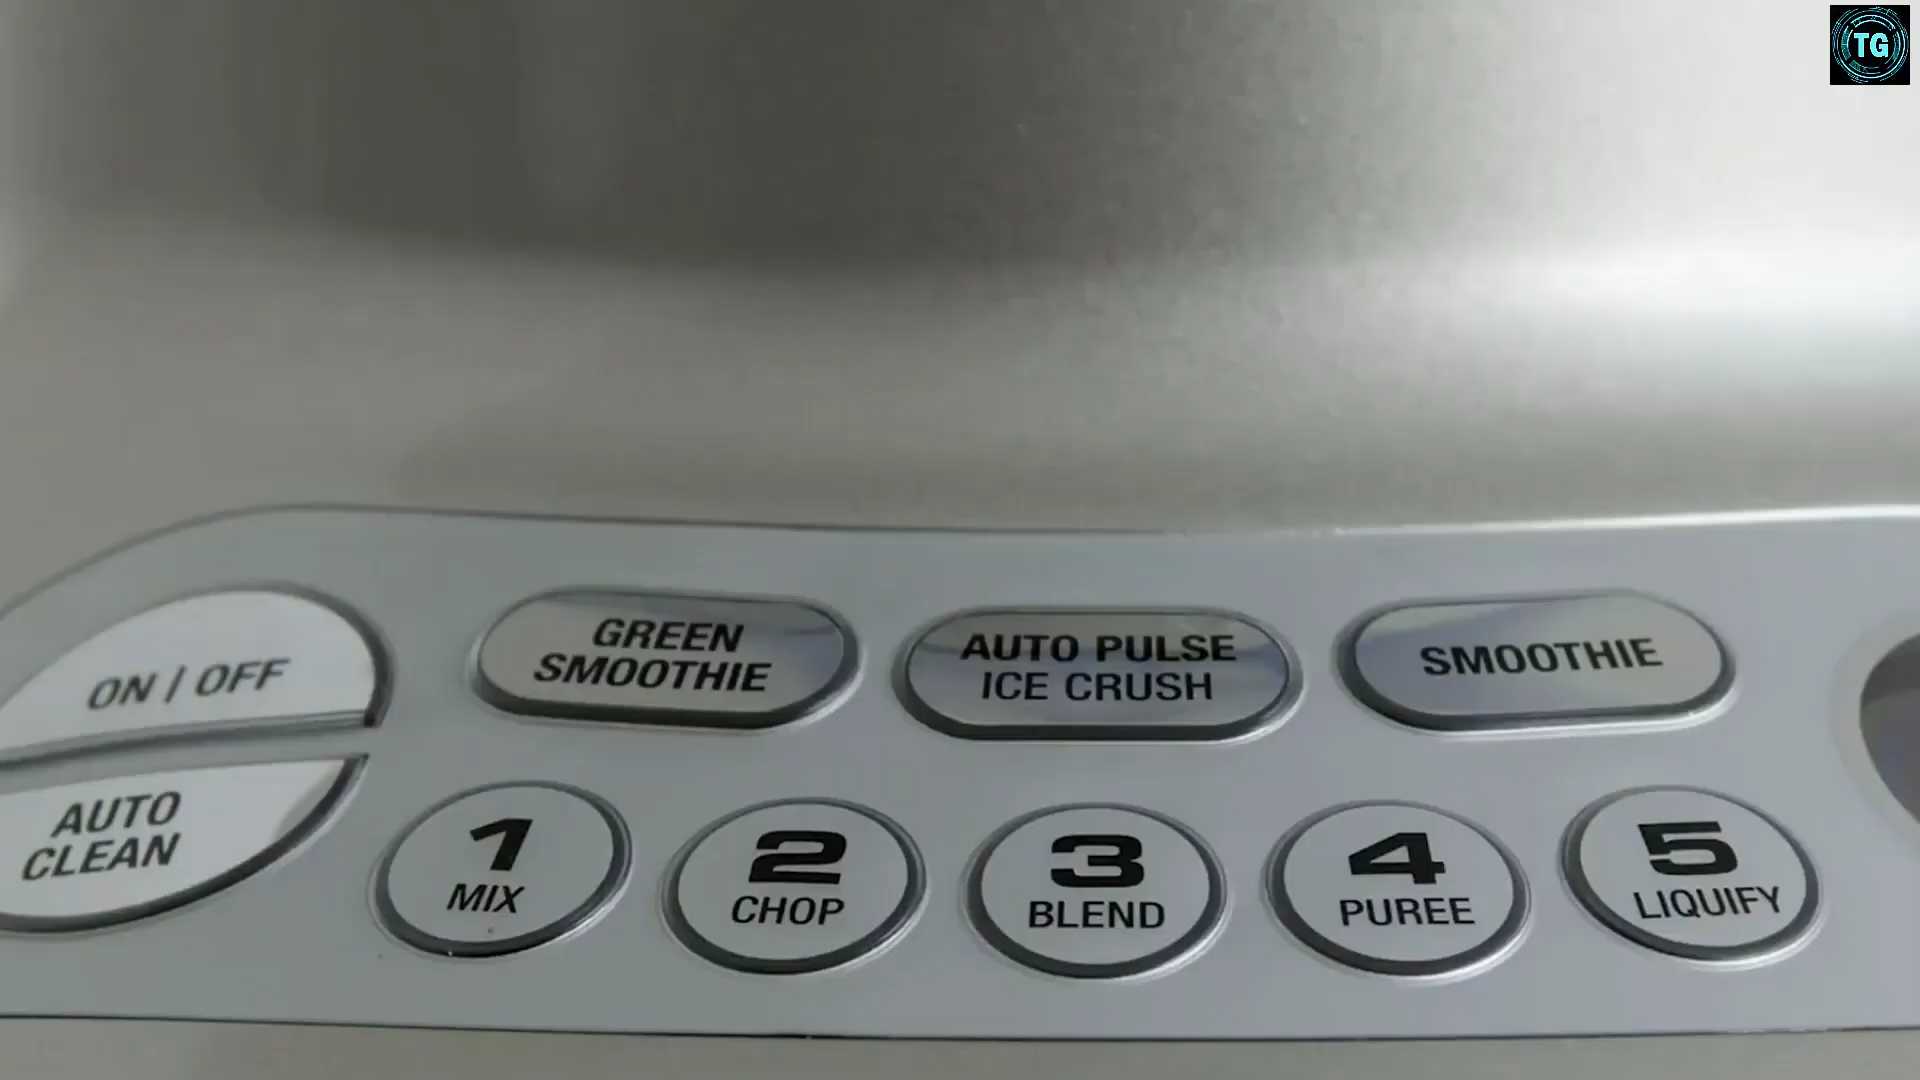 TG
ON | OFF
GREEN
SMOOTHIE
AUTO PULSE
ICE CRUSH
SMOOTHIE
AUTO
CLEAN
1
MIX
2
CHOP
3
BLEND
4
PUREE
5
LIQUIFY